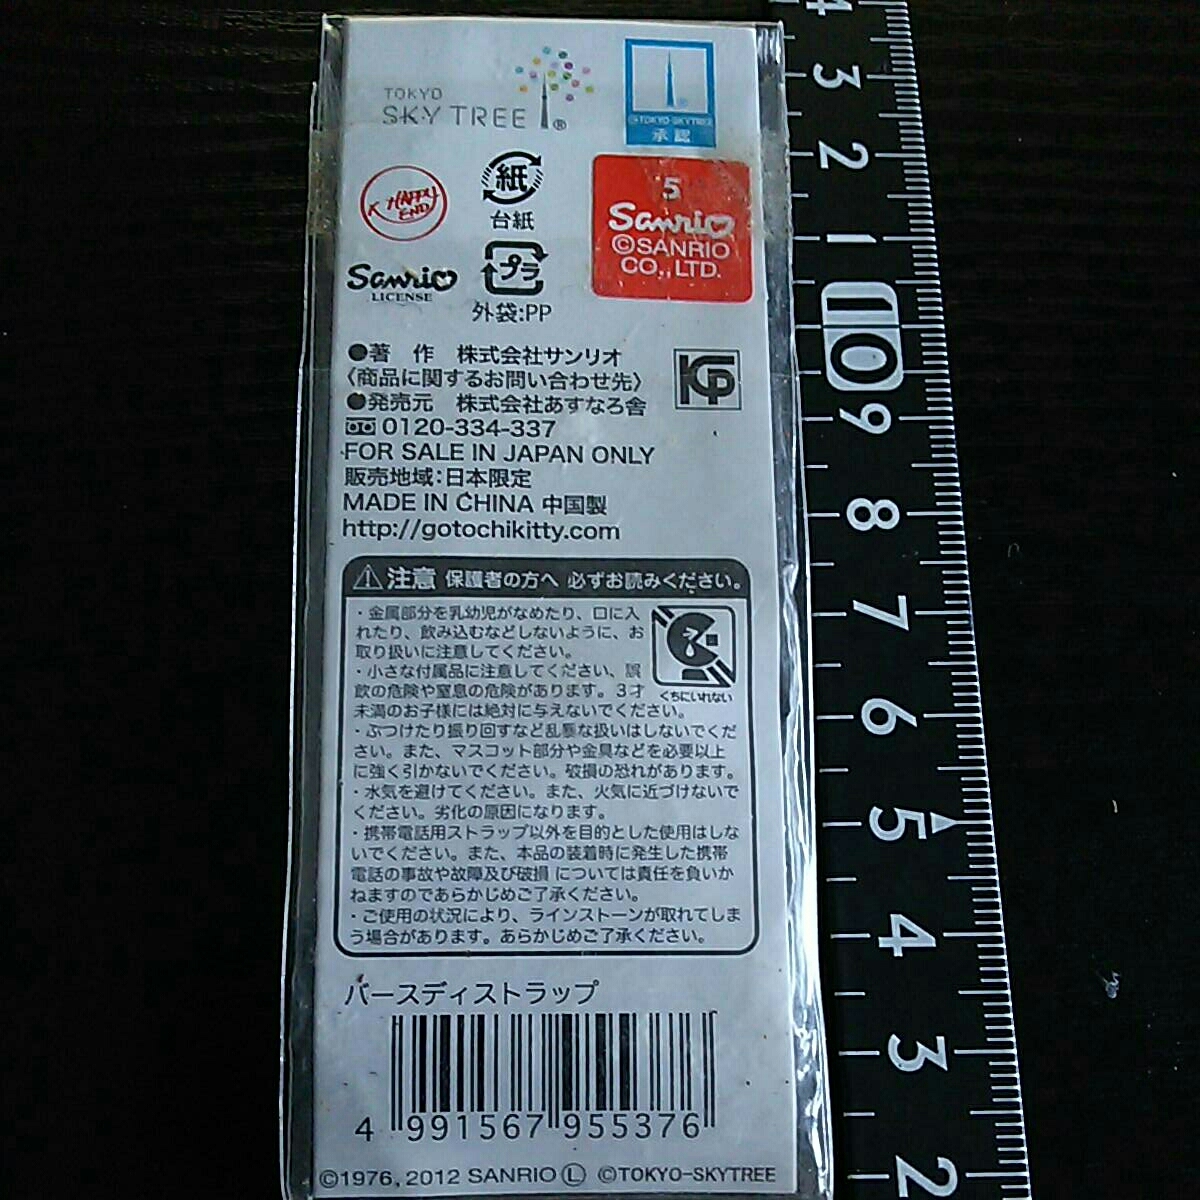 TOKYO
SKY TREE®
®TOKYO-SKYTREE
承認
HAPPY
END
紙
台紙
5
Sanrio
©SANRIO
CO., LTD.
Sanrio
LICENSE
プラ
外袋:PP
●著 作 株式会社サンリオ
〈商品に関するお問い合わせ先〉
●発売元 株式会社あすなろ舎
0120-334-337
FOR SALE IN JAPAN ONLY
販売地域:日本限定
MADE IN CHINA 中国製
http://gotochikitty.com
注意 保護者の方へ 必ずお読みください。
・金属部分を乳幼児がなめたり、口に入
れたり、飲み込むなどしないように、お
取り扱いに注意してください。
・小さな付属品に注意してください、誤
飲の危険や窒息の危険があります。3才
未満のお子様には絶対に与えないでください。
くちにいれない
・ぶつけたり振り回すなど乱暴な扱いはしないでくだ
さい。また、マスコット部分や金具などを必要以上
に強く引かないでください。破損の恐れがあります。
・水気を避けてください。また、火気に近づけないで
ください。劣化の原因になります。
・携帯電話用ストラップ以外を目的とした使用はしな
いでください。また、本品の装着時に発生した携帯
電話の事故や故障及び破損については責任を負いか
ねますのであらかじめご了承ください。
・ご使用の状況により、ラインストーンが取れてしま
う場合があります。あらかじめご了承ください。
バースディストラップ
4 991567 955376
©1976, 2012 SANRIO Ⓛ ©TOKYO-SKYTREE
4
3
2
1
10
9
8
7
6
5
4
3
2